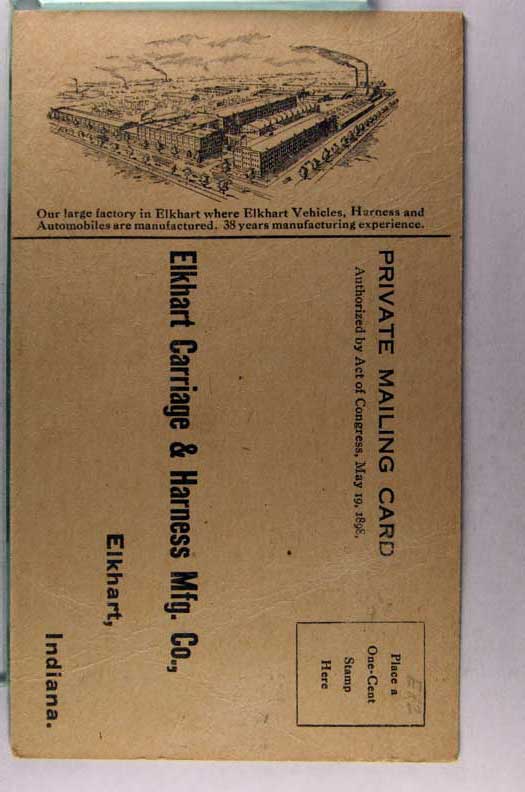 Our large factory in Elkhart where Elkhart Vehicles, Harness and
Automobiles are manufactured. 38 years manufacturing experience.
PRIVATE MAILING CARD
Authorized by Act of Congress, May 19, 1898.
Place a
One-Cent
Stamp
Here
Elkhart Carriage & Harness Mfg. Co.,
Elkhart,
Indiana.